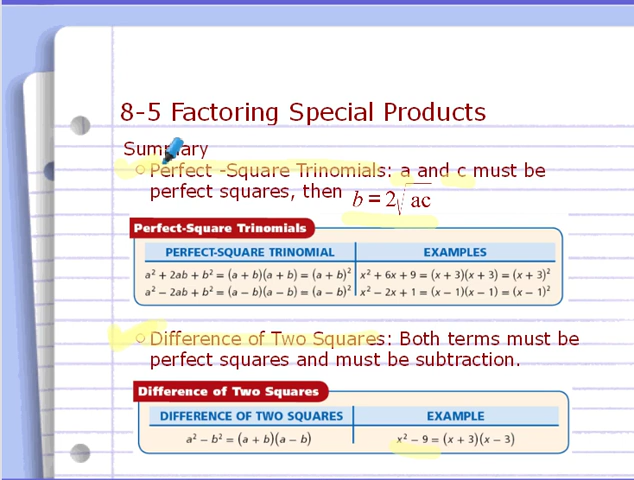 8-5 Factoring Special Products
Summary
Perfect -Square Trinomials: a and c must be
perfect squares, then b = 2√ac
Perfect-Square Trinomials
PERFECT-SQUARE TRINOMIAL EXAMPLES
a² + 2ab + b² = (a + b)(a + b) = (a + b)² x² + 6x + 9 = (x + 3)(x + 3) = (x + 3)²
a² − 2ab + b² = (a − b)(a − b) = (a − b)² x² − 2x + 1 = (x − 1)(x − 1) = (x − 1)²
Difference of Two Squares: Both terms must be
perfect squares and must be subtraction.
Difference of Two Squares
DIFFERENCE OF TWO SQUARES EXAMPLE
a² − b² = (a + b)(a − b) x² − 9 = (x + 3)(x − 3)